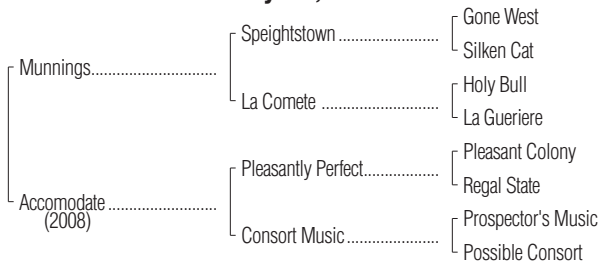 Gone West
Speightstown
Silken Cat
Munnings
Holy Bull
La Comete
La Gueriere
Pleasant Colony
Pleasantly Perfect
Regal State
Accomodate
(2008)
Prospector's Music
Consort Music
Possible Consort